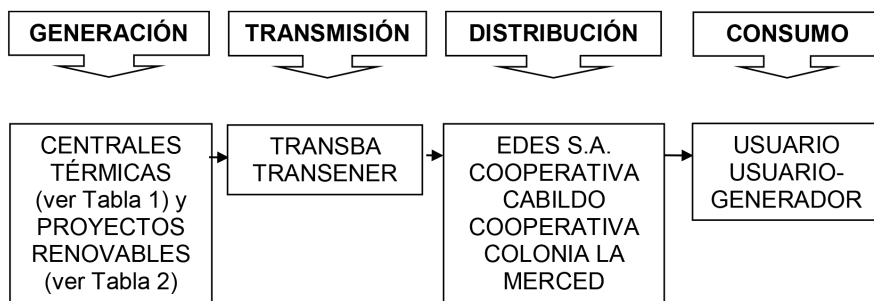 GENERACIÓN
TRANSMISIÓN
DISTRIBUCIÓN
CONSUMO
CENTRALES
TÉRMICAS
(ver Tabla 1) y
PROYECTOS
RENOVABLES
(ver Tabla 2)
TRANSBA
TRANSENER
EDES S.A.
COOPERATIVA
CABILDO
COOPERATIVA
COLONIA LA
MERCED
USUARIO
USUARIO-
GENERADOR